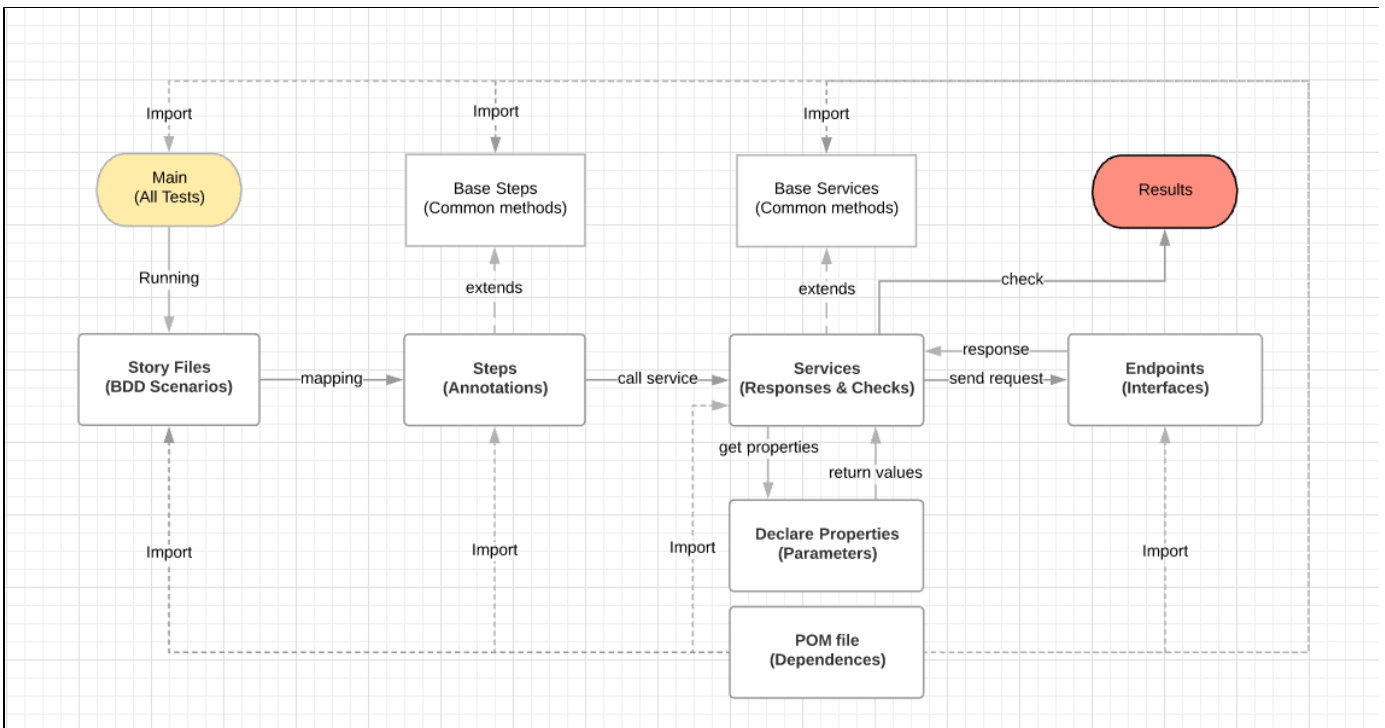 Import
Import
Import
Main
(All Tests)
Base Steps
(Common methods)
Base Services
(Common methods)
Results
Running
extends
extends
check
Story Files
(BDD Scenarios)
mapping
Steps
(Annotations)
call service
Services
(Responses & Checks)
response
send request
Endpoints
(Interfaces)
get properties
return values
Declare Properties
(Parameters)
Import
Import
Import
Import
POM file
(Dependences)